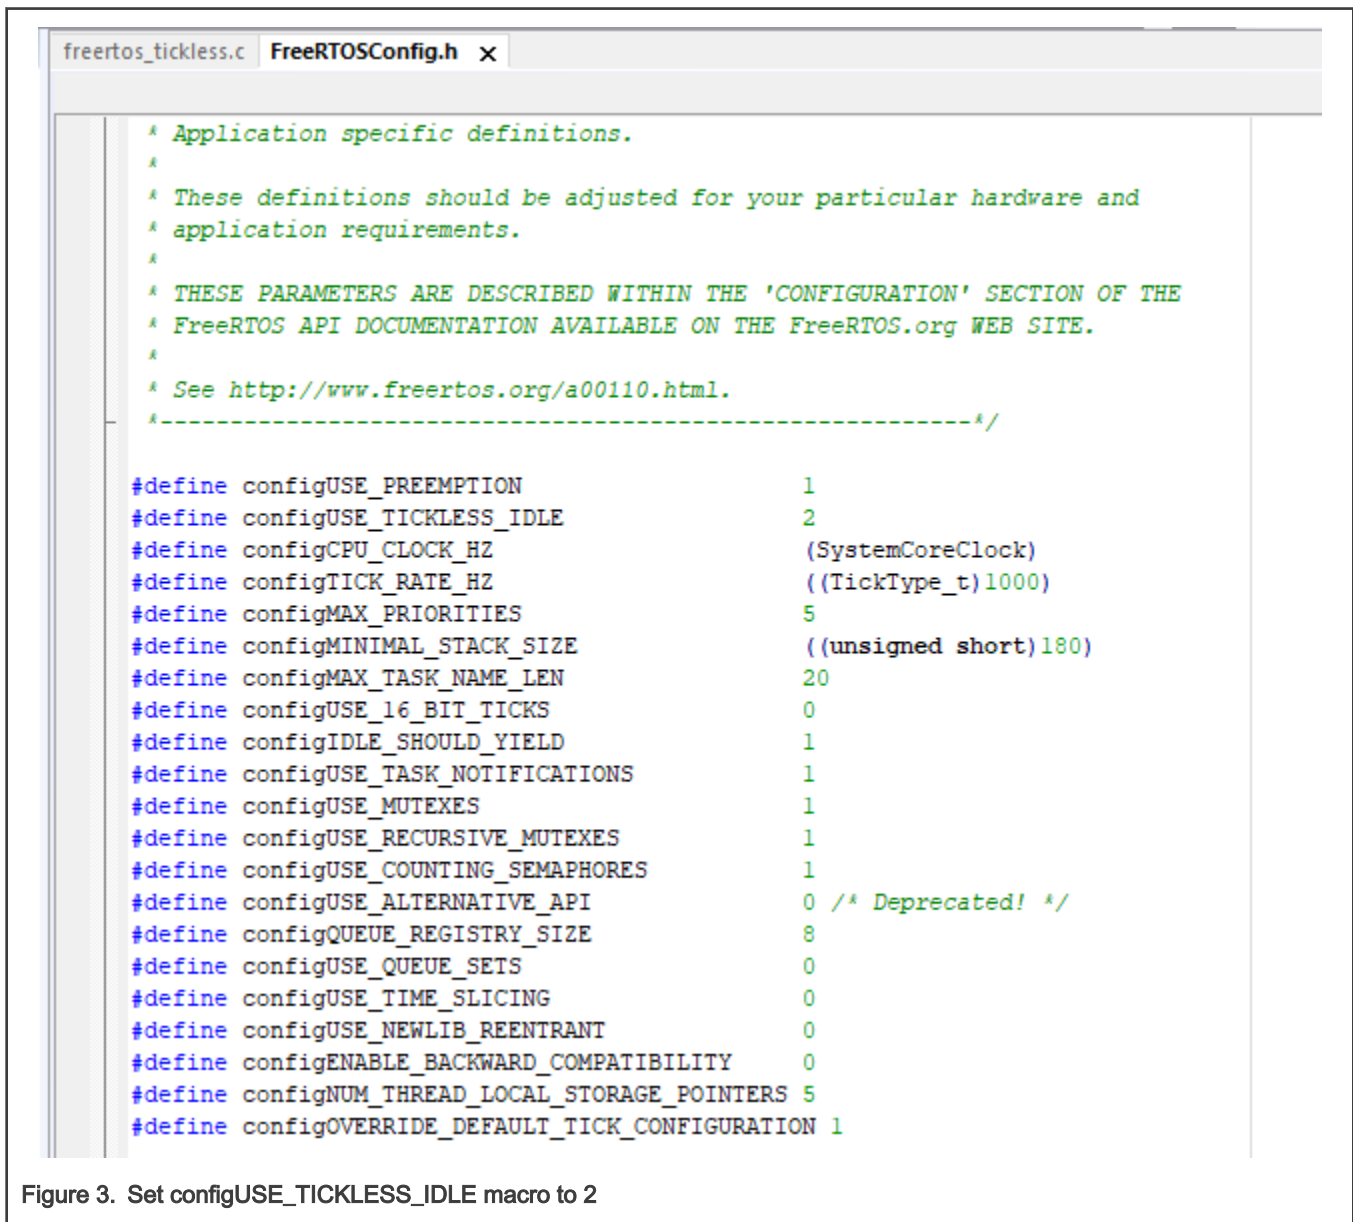 freertos_tickless.c FreeRTOSConfig.h x
* Application specific definitions.
*
* These definitions should be adjusted for your particular hardware and
* application requirements.
*
* THESE PARAMETERS ARE DESCRIBED WITHIN THE 'CONFIGURATION' SECTION OF THE
* FreeRTOS API DOCUMENTATION AVAILABLE ON THE FreeRTOS.org WEB SITE.
*
* See http://www.freertos.org/a00110.html.
*----------------------------------------------------------*/
#define configUSE_PREEMPTION 1
#define configUSE_TICKLESS_IDLE 2
#define configCPU_CLOCK_HZ (SystemCoreClock)
#define configTICK_RATE_HZ ((TickType_t)1000)
#define configMAX_PRIORITIES 5
#define configMINIMAL_STACK_SIZE ((unsigned short)180)
#define configMAX_TASK_NAME_LEN 20
#define configUSE_16_BIT_TICKS 0
#define configIDLE_SHOULD_YIELD 1
#define configUSE_TASK_NOTIFICATIONS 1
#define configUSE_MUTEXES 1
#define configUSE_RECURSIVE_MUTEXES 1
#define configUSE_COUNTING_SEMAPHORES 1
#define configUSE_ALTERNATIVE_API 0 /* Deprecated! */
#define configQUEUE_REGISTRY_SIZE 8
#define configUSE_QUEUE_SETS 0
#define configUSE_TIME_SLICING 0
#define configUSE_NEWLIB_REENTRANT 0
#define configENABLE_BACKWARD_COMPATIBILITY 0
#define configNUM_THREAD_LOCAL_STORAGE_POINTERS 5
#define configOVERRIDE_DEFAULT_TICK_CONFIGURATION 1
Figure 3. Set configUSE_TICKLESS_IDLE macro to 2